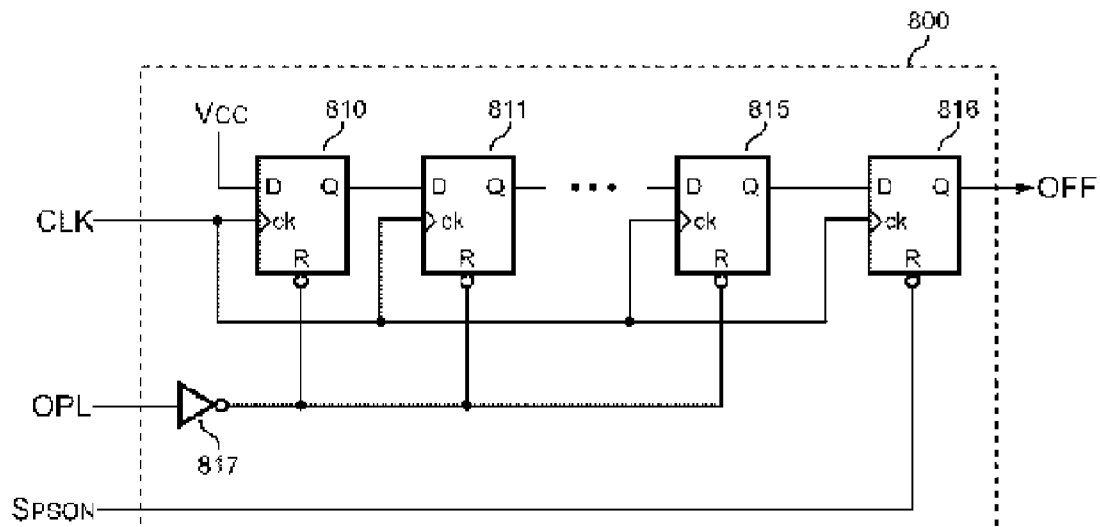 800
VCC
810
811
815
816
D Q
D Q
...
D Q
D Q
OFF
CLK
ck
ck
ck
ck
R
R
R
R
OPL
817
SPSON